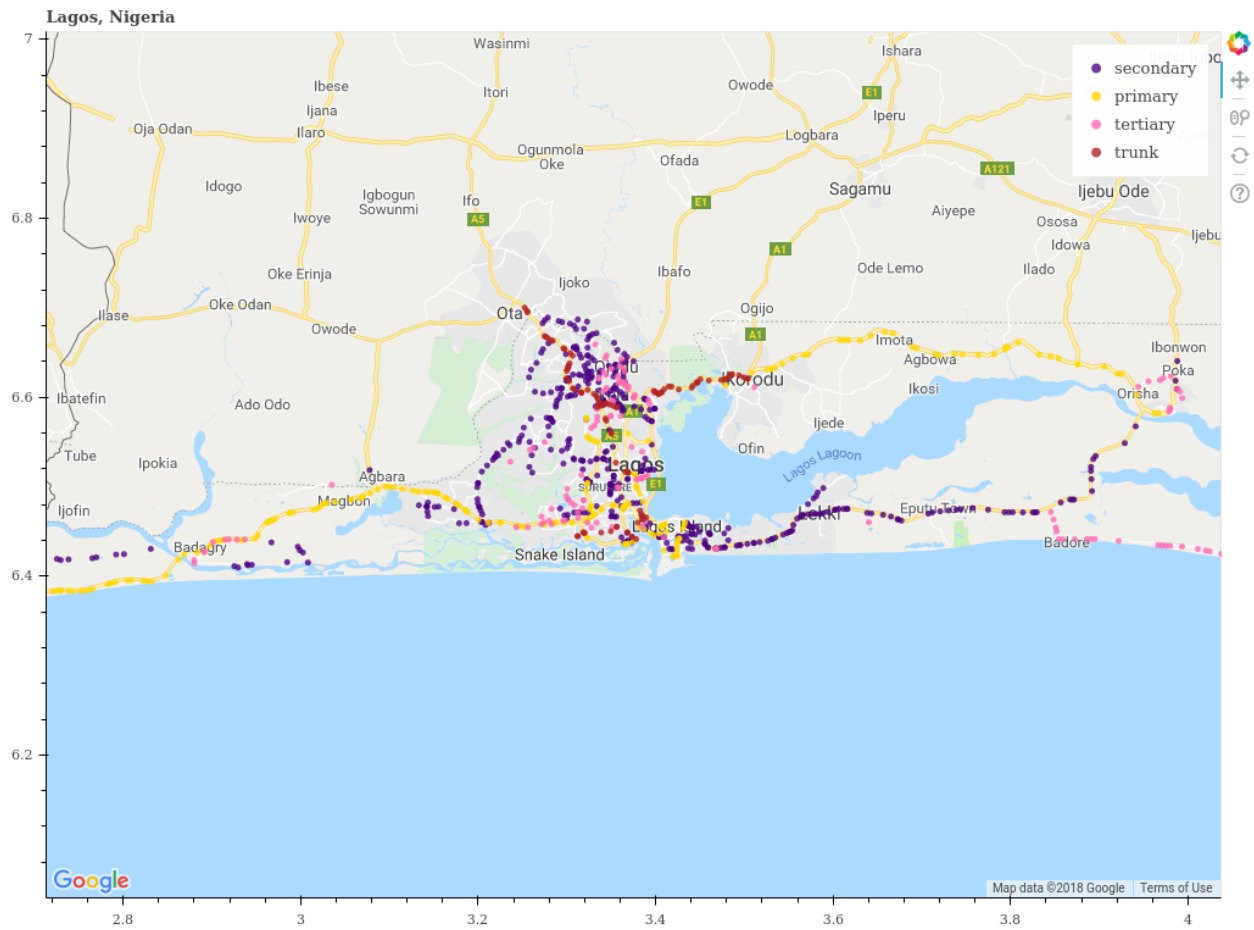 Lagos, Nigeria
7
6.8
6.6
6.4
6.2
2.8
3
3.2
3.4
3.6
3.8
4
secondary
primary
tertiary
trunk
Wasinmi
Ishara
Ibese
Itori
Owode
E1
Ijana
Iperu
Oja Odan
Ilaro
Logbara
Ogunmola
Oke
Ofada
A121
Idogo
Igbogun
Sowunmi
Ifo
E1
Sagamu
Ijebu Ode
Iwoye
A5
Aiyepe
Ososa
Idowa
Ijebu
A1
Oke Erinja
Ijoko
Ibafo
Ode Lemo
Ilado
Ilase
Oke Odan
Ota
Ogijo
Owode
A1
Imota
Ibonwon
Agbowa
Poka
Ikorodu
Ikosi
Orisha
Ibatefin
Ado Odo
A1
Ijede
A5
Ofin
Tube
Ipokia
Lagos
Lagos Lagoon
Agbara
E1
SURULERE
Magbon
Ijofin
Eputu Town
Lekki
Lagos Island
Badagry
Snake Island
Badore
Google
Map data ©2018 Google
Terms of Use